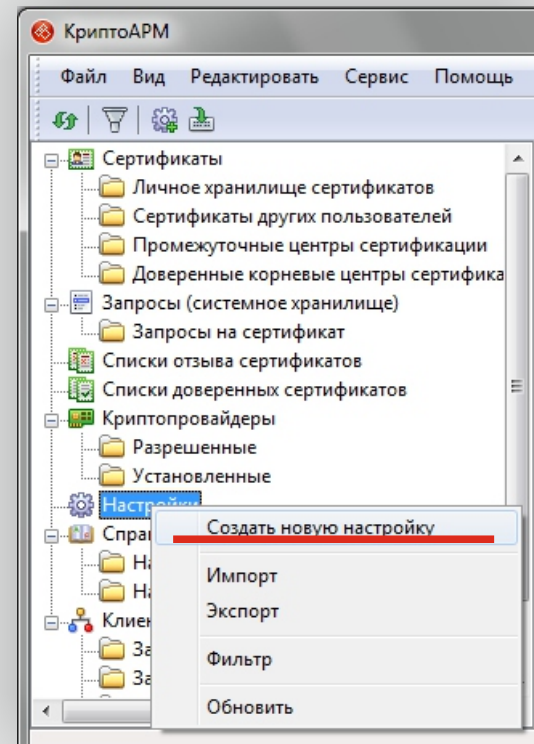 КриптоАРМ
Файл Вид Редактировать Сервис Помощь
Сертификаты
Личное хранилище сертификатов
Сертификаты других пользователей
Промежуточные центры сертификации
Доверенные корневые центры сертифика
Запросы (системное хранилище)
Запросы на сертификат
Списки отзыва сертификатов
Списки доверенных сертификатов
Криптопровайдеры
Разрешенные
Установленные
Настройки
Создать новую настройку
Импорт
Экспорт
Фильтр
Обновить